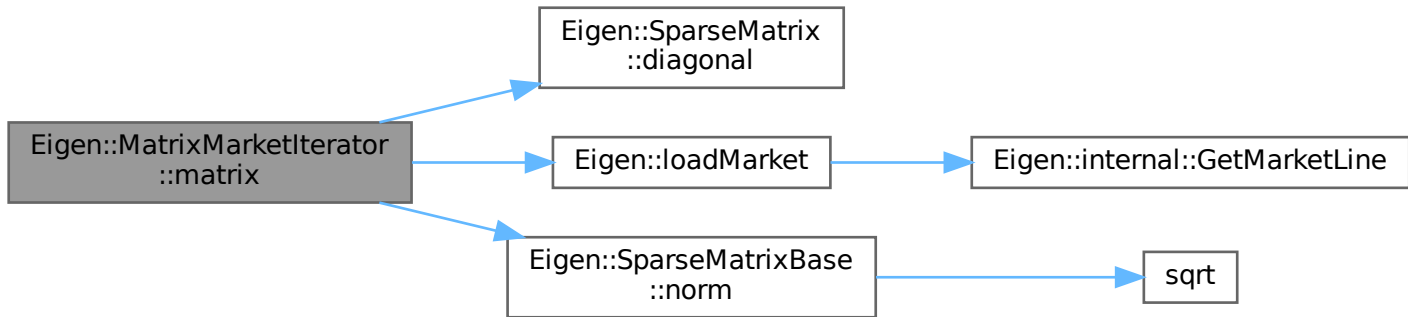 Eigen::MatrixMarketIterator
::matrix
Eigen::SparseMatrix
::diagonal
Eigen::loadMarket
Eigen::internal::GetMarketLine
Eigen::SparseMatrixBase
::norm
sqrt